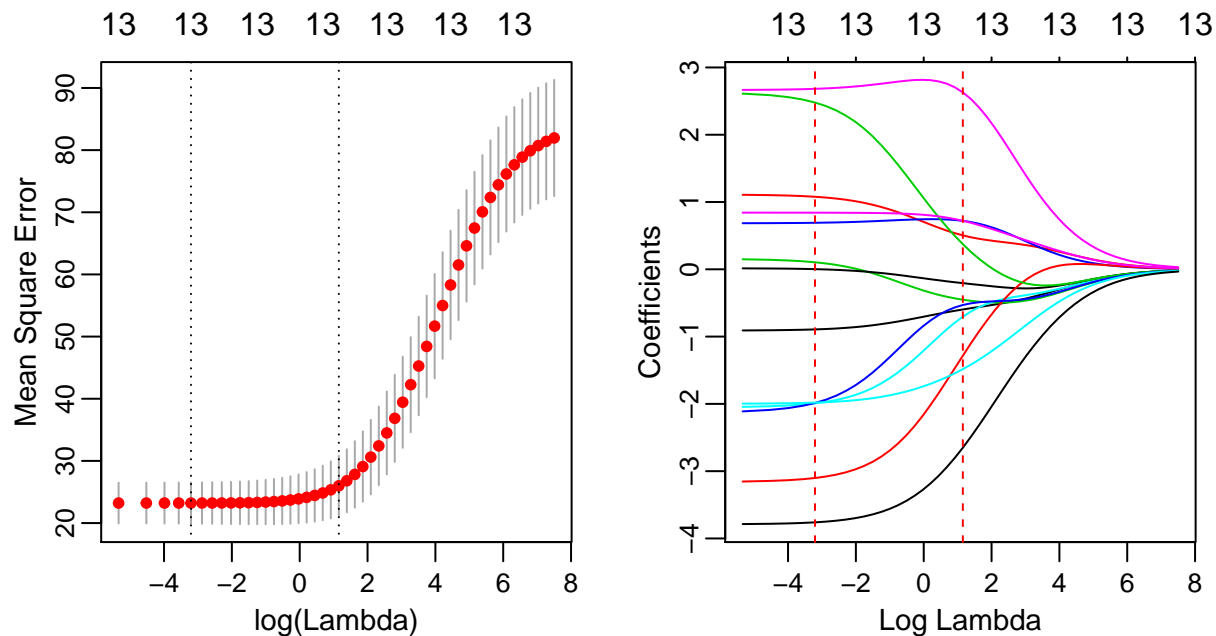 13 13 13 13 13 13 13
Mean Square Error
90
80
70
60
50
40
30
20
−4 −2 0 2 4 6 8
log(Lambda)
13 13 13 13 13 13 13
Coefficients
3
2
1
0
−1
−2
−3
−4
−4 −2 0 2 4 6 8
Log Lambda